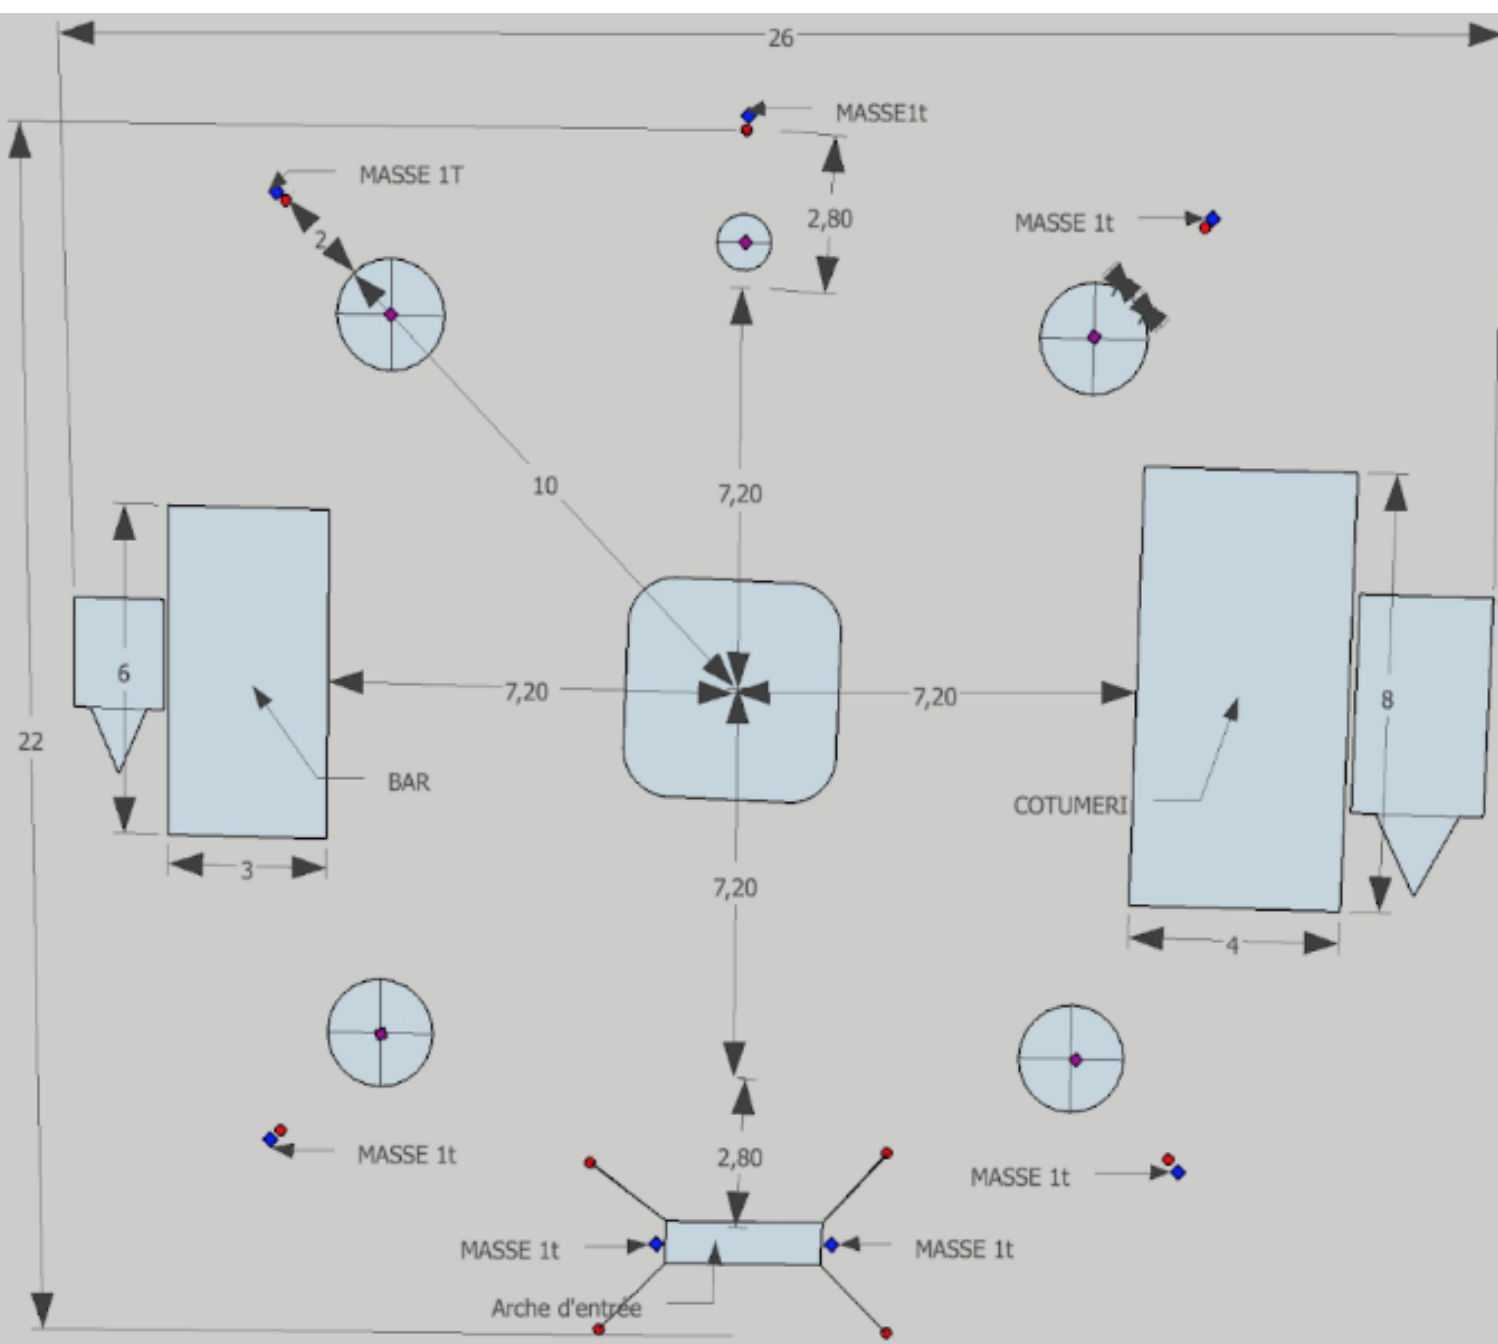 26
MASSE1t
MASSE 1T
2,80
MASSE 1t
2
10
7,20
6
7,20
7,20
8
22
BAR
COTUMERI
3
7,20
4
MASSE 1t
2,80
MASSE 1t
MASSE 1t
MASSE 1t
Arche d'entrée